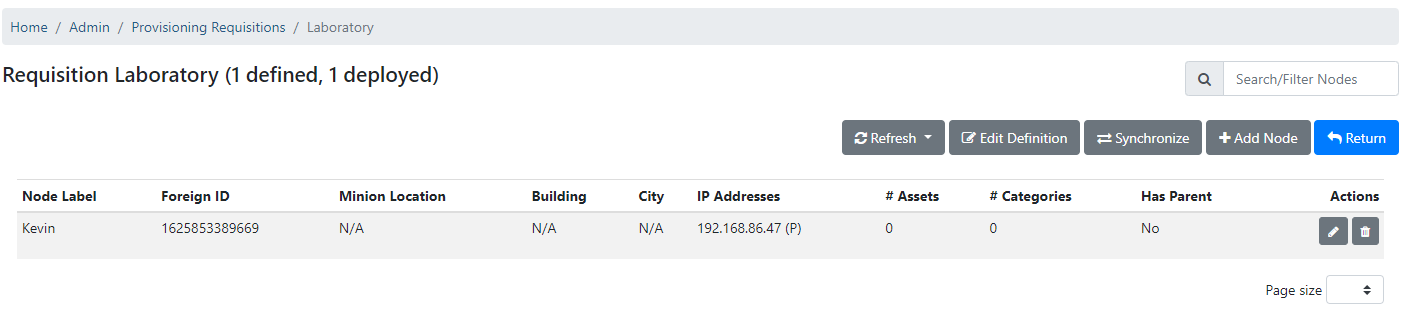 Home / Admin / Provisioning Requisitions / Laboratory
Requisition Laboratory (1 defined, 1 deployed)
Search/Filter Nodes
Refresh Edit Definition Synchronize Add Node Return
Node Label Foreign ID Minion Location Building City IP Addresses # Assets # Categories Has Parent Actions
Kevin 1625853389669 N/A N/A N/A 192.168.86.47 (P) 0 0 No
Page size